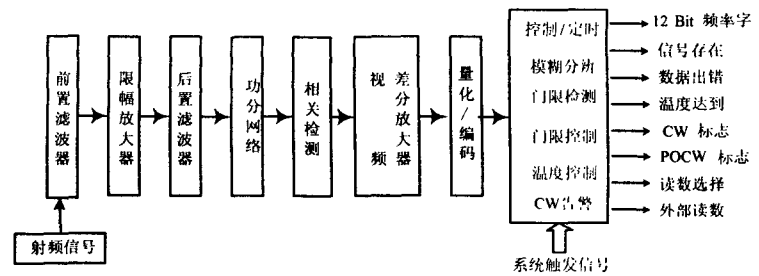 前置滤波器
限幅放大器
后置滤波器
功分网络
相关检测
视频
差分放大器
量化/编码
控制/定时
模糊分辨
门限检测
门限控制
温度控制
CW告警
12 Bit 频率字
信号存在
数据出错
温度达到
CW 标志
POCW 标志
读数选择
外部读数
射频信号
系统触发信号